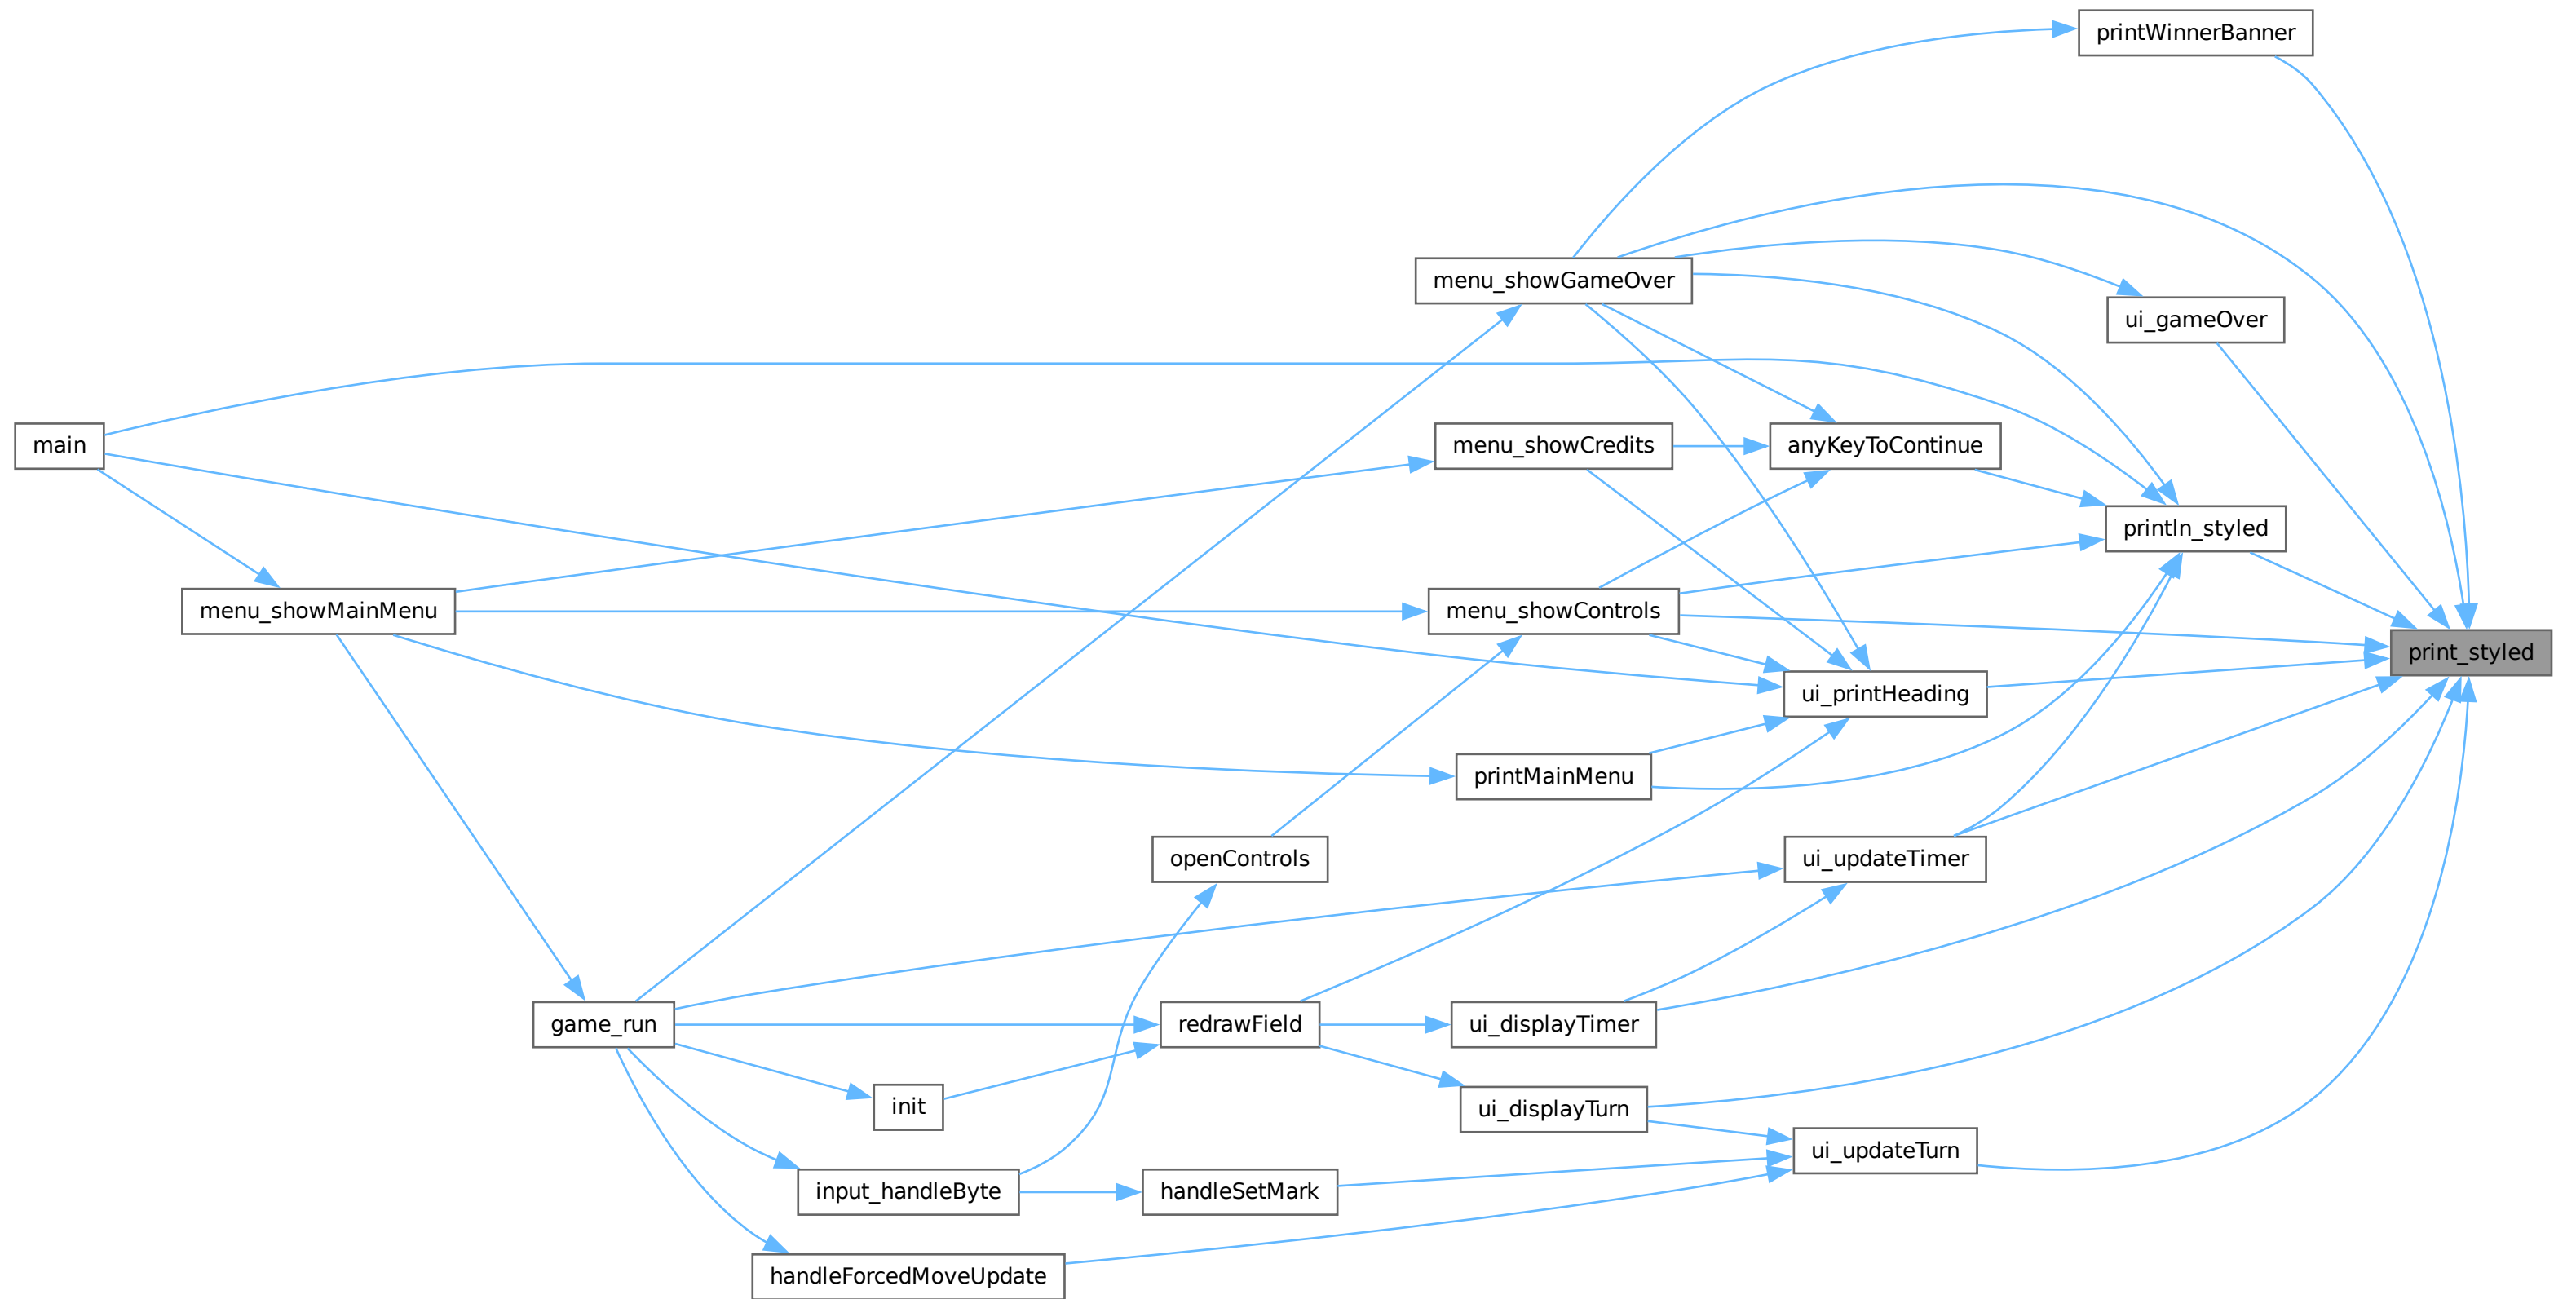 printWinnerBanner
menu_showGameOver
ui_gameOver
main
menu_showCredits
anyKeyToContinue
println_styled
menu_showMainMenu
menu_showControls
print_styled
ui_printHeading
printMainMenu
openControls
ui_updateTimer
game_run
redrawField
ui_displayTimer
init
ui_displayTurn
ui_updateTurn
input_handleByte
handleSetMark
handleForcedMoveUpdate